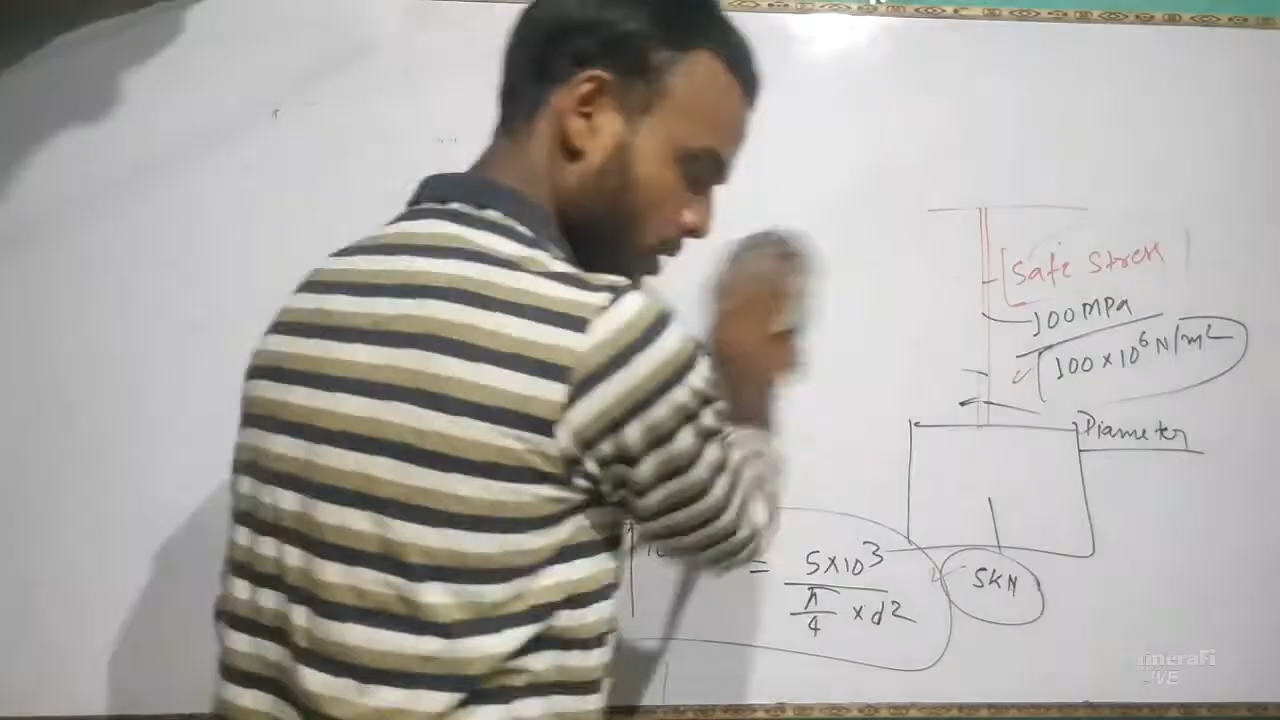 Safe Stress
100MPa
100×10⁶ N/m²
Diameter
= 5×10³
π/4 ×d2
5KN